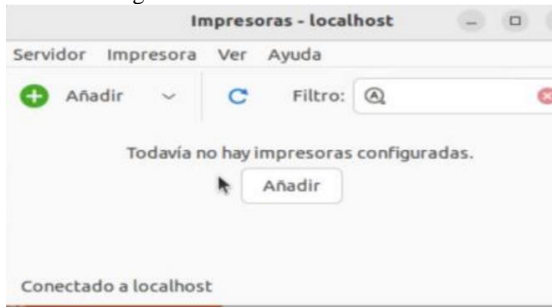 Impresoras - localhost
Servidor Impresora Ver Ayuda
Añadir Filtro:
Todavía no hay impresoras configuradas.
Añadir
Conectado a localhost